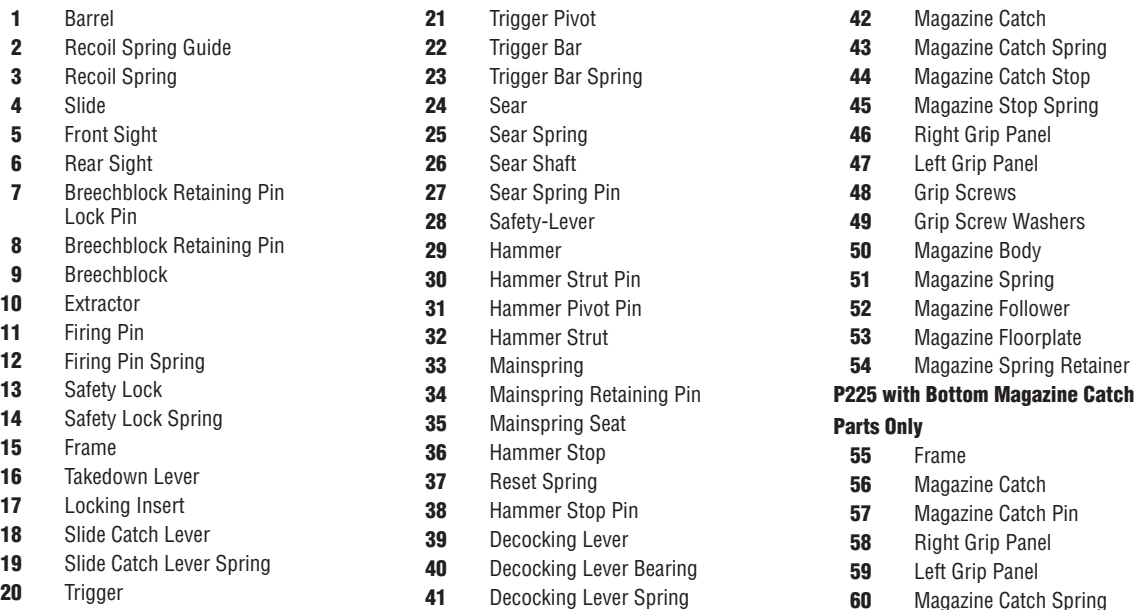 1 Barrel
2 Recoil Spring Guide
3 Recoil Spring
4 Slide
5 Front Sight
6 Rear Sight
7 Breechblock Retaining Pin
Lock Pin
8 Breechblock Retaining Pin
9 Breechblock
10 Extractor
11 Firing Pin
12 Firing Pin Spring
13 Safety Lock
14 Safety Lock Spring
15 Frame
16 Takedown Lever
17 Locking Insert
18 Slide Catch Lever
19 Slide Catch Lever Spring
20 Trigger
21 Trigger Pivot
22 Trigger Bar
23 Trigger Bar Spring
24 Sear
25 Sear Spring
26 Sear Shaft
27 Sear Spring Pin
28 Safety-Lever
29 Hammer
30 Hammer Strut Pin
31 Hammer Pivot Pin
32 Hammer Strut
33 Mainspring
34 Mainspring Retaining Pin
35 Mainspring Seat
36 Hammer Stop
37 Reset Spring
38 Hammer Stop Pin
39 Decocking Lever
40 Decocking Lever Bearing
41 Decocking Lever Spring
42 Magazine Catch
43 Magazine Catch Spring
44 Magazine Catch Stop
45 Magazine Stop Spring
46 Right Grip Panel
47 Left Grip Panel
48 Grip Screws
49 Grip Screw Washers
50 Magazine Body
51 Magazine Spring
52 Magazine Follower
53 Magazine Floorplate
54 Magazine Spring Retainer
P225 with Bottom Magazine Catch
Parts Only
55 Frame
56 Magazine Catch
57 Magazine Catch Pin
58 Right Grip Panel
59 Left Grip Panel
60 Magazine Catch Spring